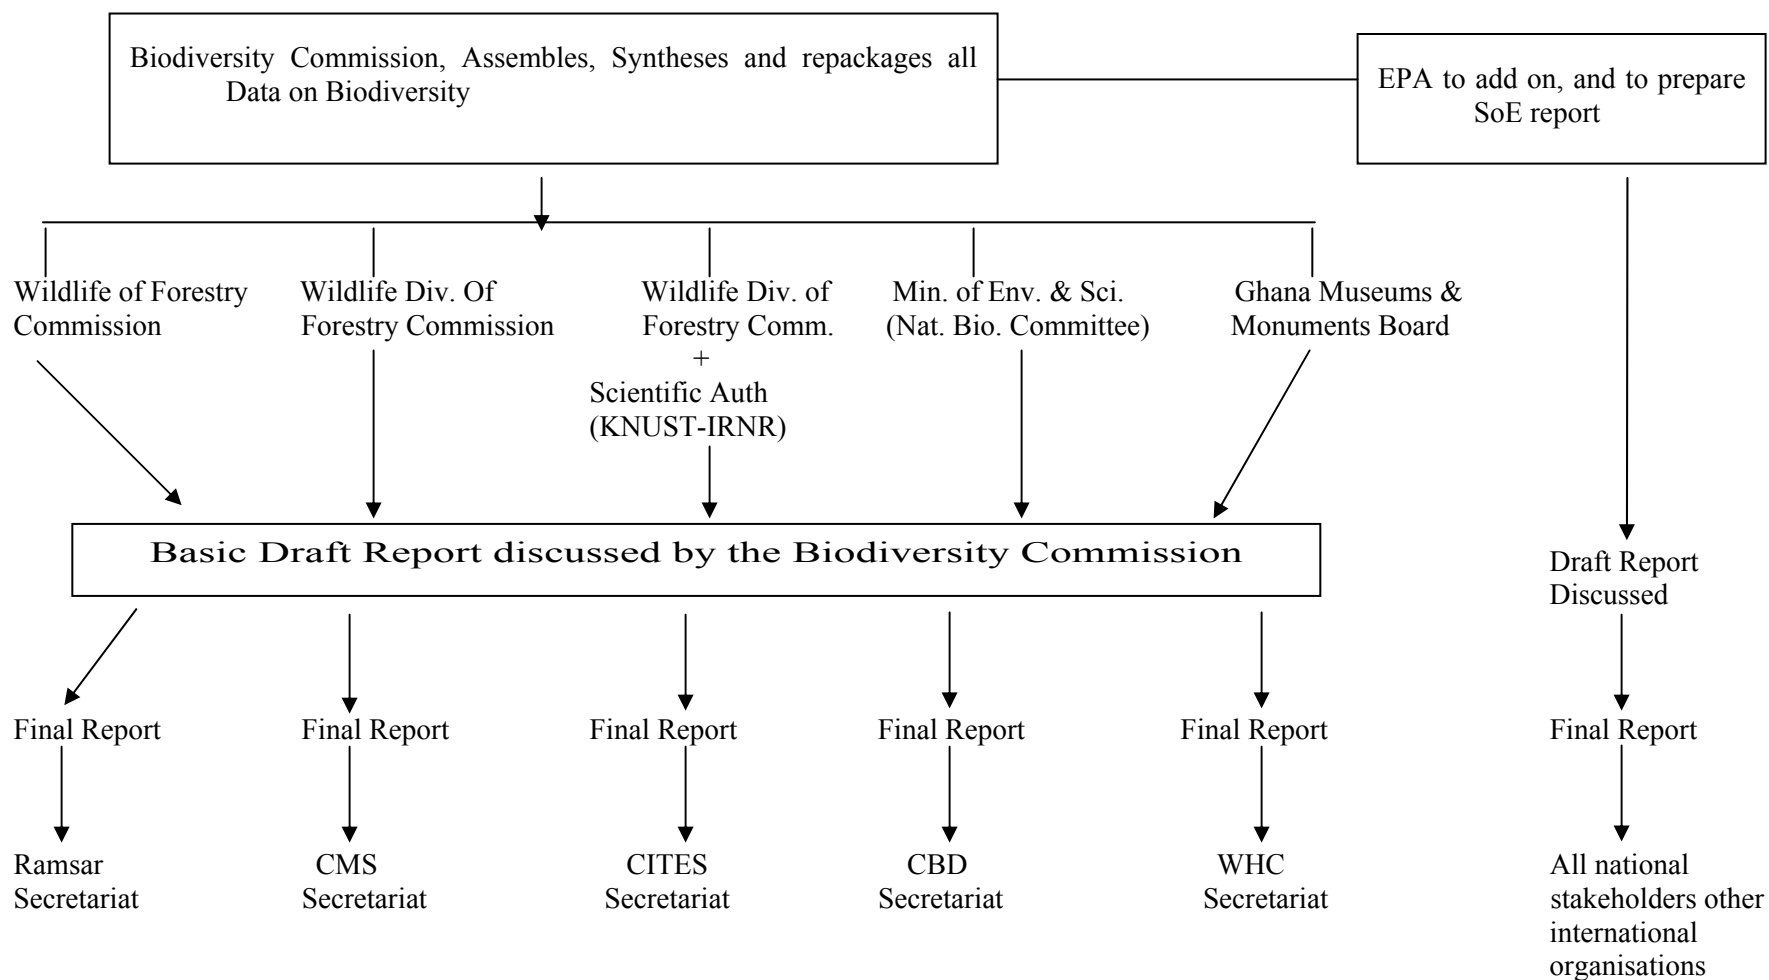 Biodiversity Commission, Assembles, Syntheses and repackages all
Data on Biodiversity
EPA to add on, and to prepare
SoE report
Wildlife of Forestry
Commission
Wildlife Div. Of
Forestry Commission
Wildlife Div. of
Forestry Comm.
+
Scientific Auth
(KNUST-IRNR)
Min. of Env. & Sci.
(Nat. Bio. Committee)
Ghana Museums &
Monuments Board
Basic Draft Report discussed by the Biodiversity Commission
Draft Report
Discussed
Final Report
Final Report
Final Report
Final Report
Final Report
Final Report
Ramsar
Secretariat
CMS
Secretariat
CITES
Secretariat
CBD
Secretariat
WHC
Secretariat
All national
stakeholders other
international
organisations